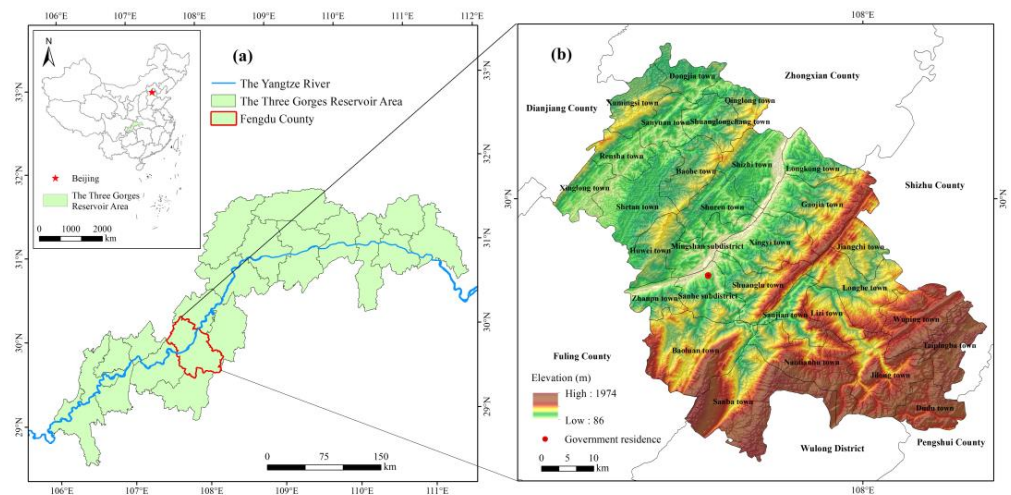 106°E 107°E 108°E 109°E 110°E 111°E 112°E
N
(a)
The Yangtze River
The Three Gorges Reservoir Area
Fengdu County
Beijing
The Three Gorges
Reservoir Area
0 1000 2000
km
33°N
32°N
31°N
30°N
29°N
33°N
32°N
31°N
30°N
29°N
0 75 150
km
106°E 107°E 108°E 109°E 110°E 111°E
108°E
(b)
Zhongxian County
Dianjiang County
Dongjia town
Xumingsi town
Qinglong town
Sanyuan town
Shuanglongchang town
Rensha town
Shizhi town
Baohe town
Longkong town
Xinglong town
Shizhu County
30°N
30°N
Shetan town
Shuren town
Gaojia town
Huwei town
Mingshan subdistrict
Xingyi town
Jiangchi town
Shuanglu town
Longhe town
Zhanpu town
Sanhe subdistrict
Sanjian town
Lizi town
Wuping town
Baoluan town
Taipingba town
Nantianhu town
Jilong town
Sanba town
Dudu town
Fuling County
Elevation (m)
High : 1974
Low : 86
Government residence
0 5 10
km
Wulong District
Pengshui County
108°E